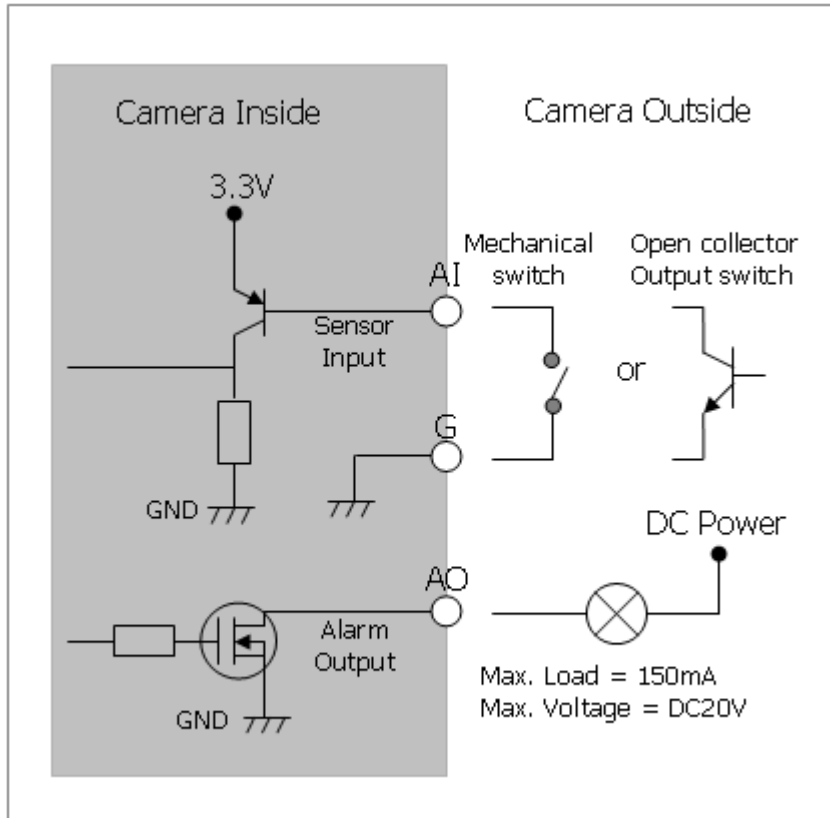 Camera Inside
Camera Outside
3.3V
AI
Sensor
Input
Mechanical
switch
or
Open collector
Output switch
G
GND
DC Power
AO
Alarm
Output
GND
Max. Load = 150mA
Max. Voltage = DC20V